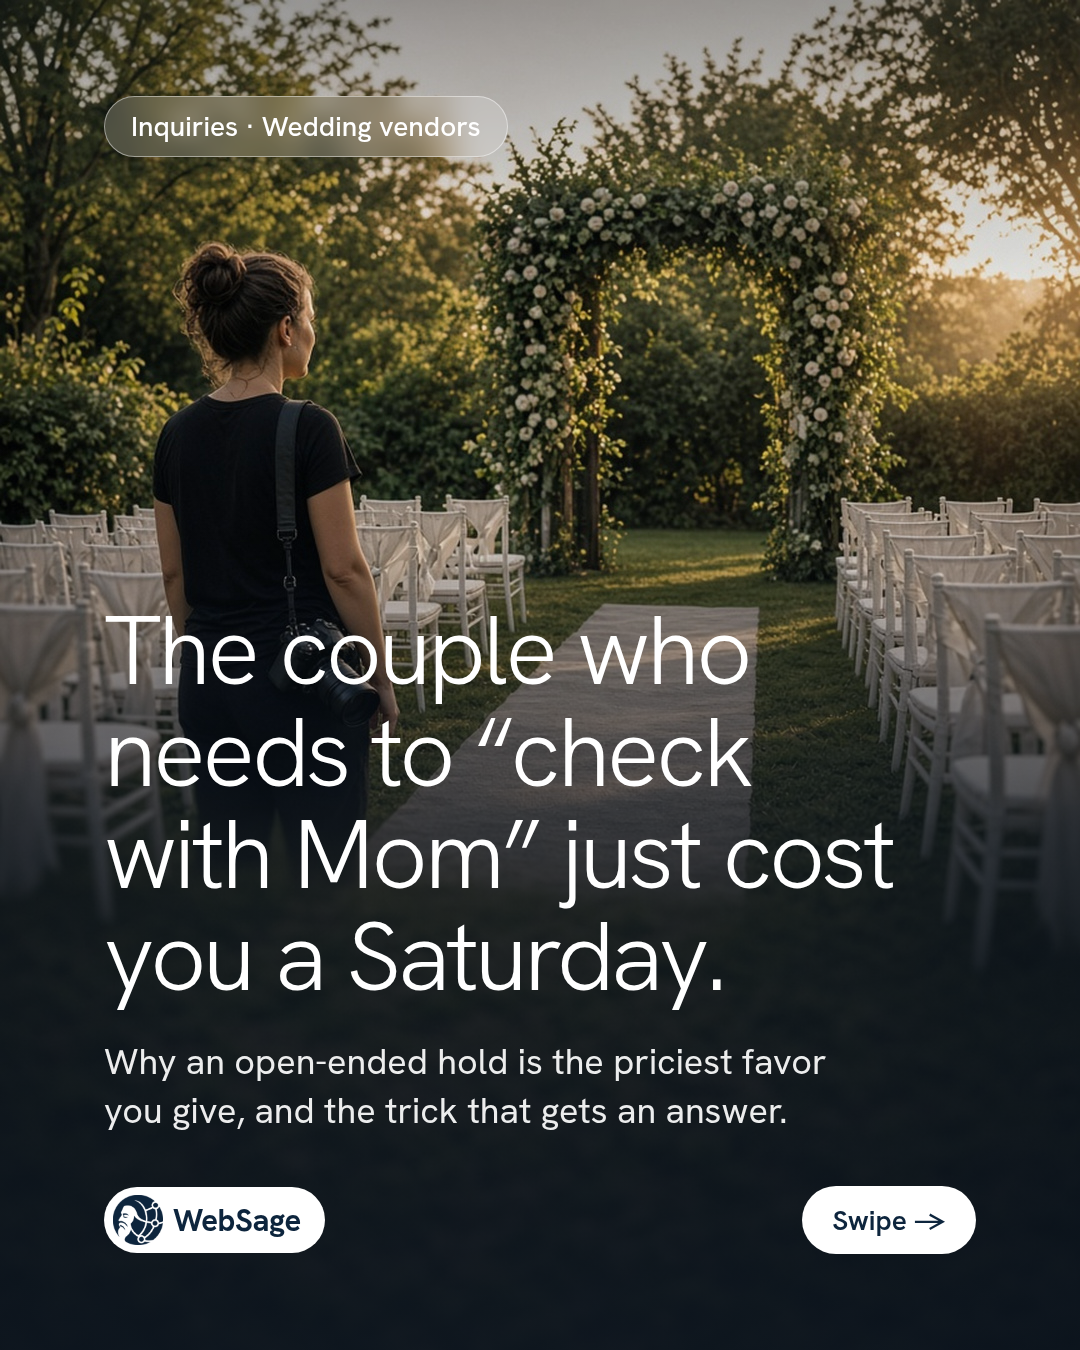 Inquiries · Wedding vendors
The couple who
needs to “check
with Mom” just cost
you a Saturday.
Why an open-ended hold is the priciest favor
you give, and the trick that gets an answer.
WebSage
Swipe →